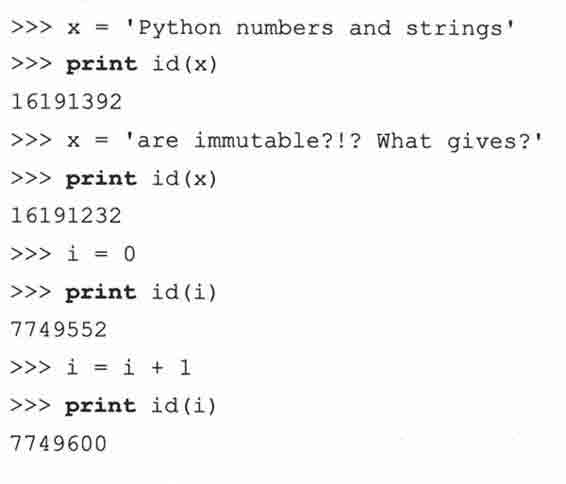 >>> x = 'Python numbers and strings'
>>> print id(x)
16191392
>>> x = 'are immutable?!? What gives?'
>>> print id(x)
16191232
>>> i = 0
>>> print id(i)
7749552
>>> i = i + 1
>>> print id(i)
7749600